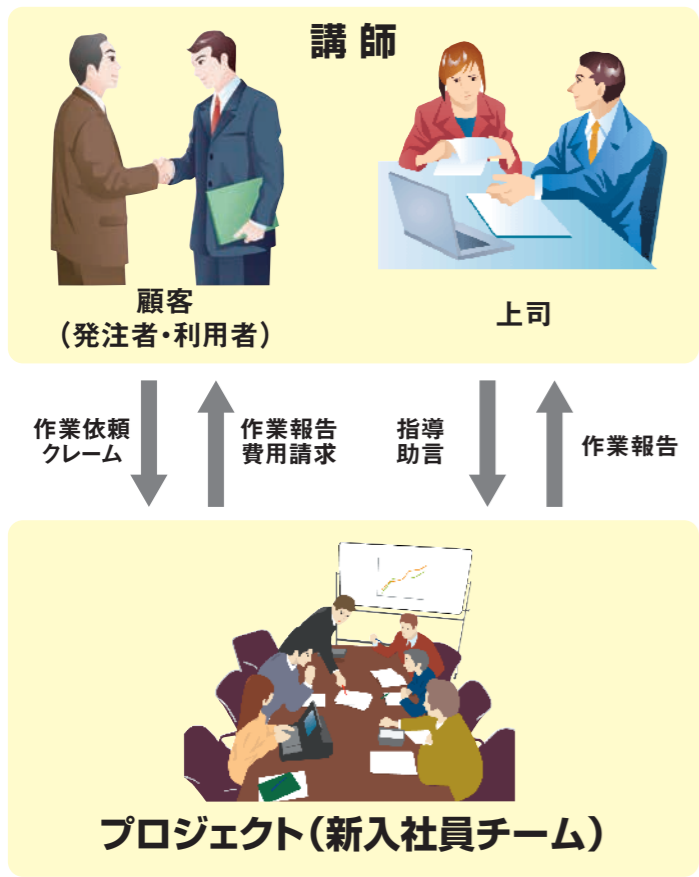 講師
顧客
（発注者・利用者）
上司
作業依頼
クレーム
作業報告
費用請求
指導
助言
作業報告
プロジェクト（新入社員チーム）